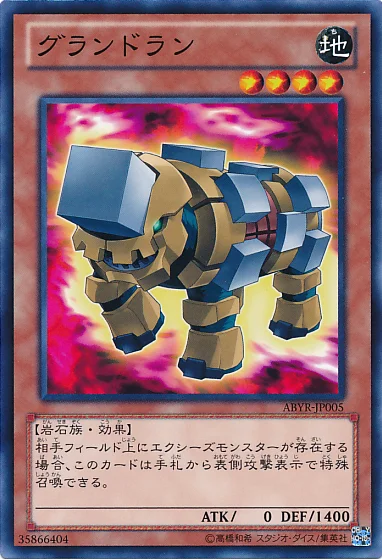 グランドラン
地
ABYR-JP005
【岩石族・効果】
相手フィールド上にエクシーズモンスターが存在する
場合、このカードは手札から表側攻撃表示で特殊
召喚できる。
ATK/ 0 DEF/1400
35866404
©高橋和希 スタジオ・ダイス/集英社